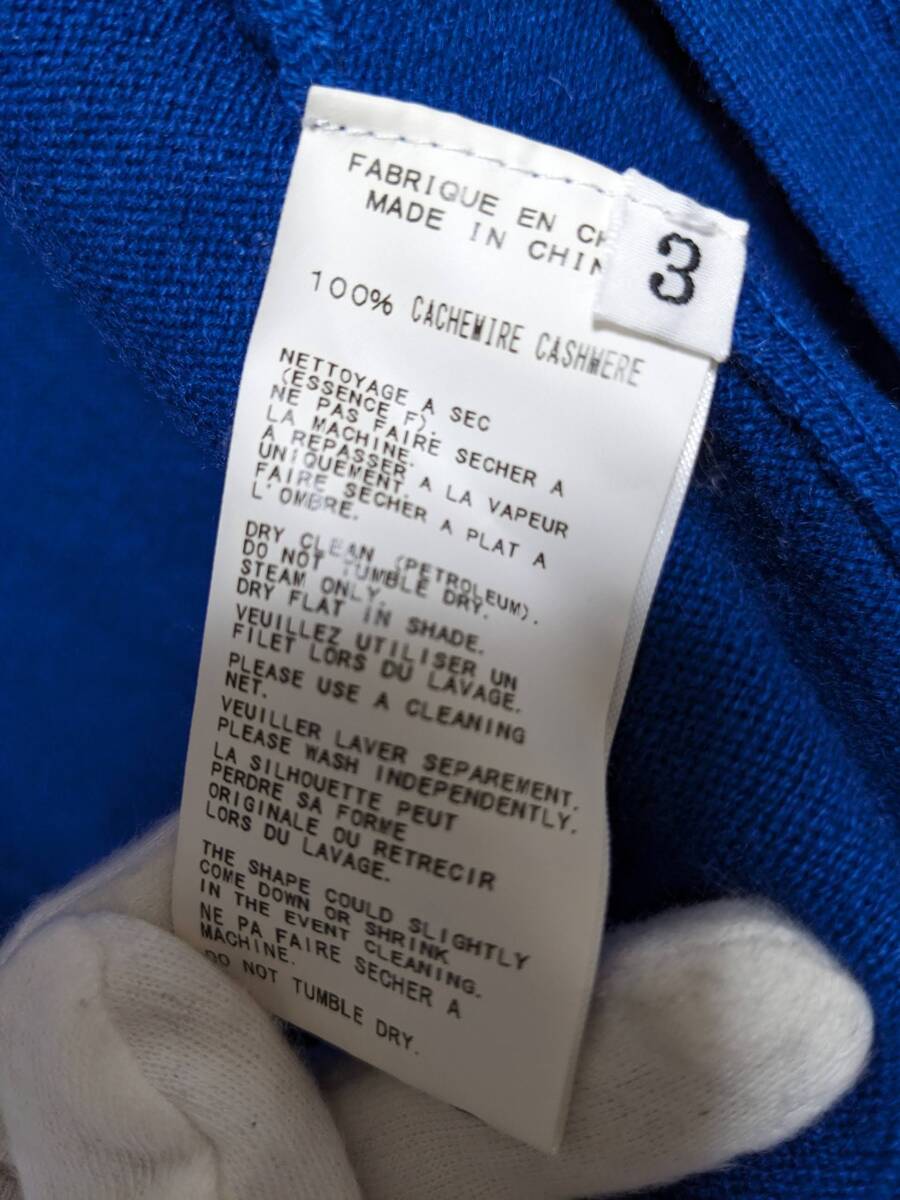 FABRIQUE EN CH
MADE IN CHIN
3
100% CACHEMIRE CASHMERE
NETTOYAGE A SEC
(ESSENCE F).
NE PAS FAIRE SECHER A
LA MACHINE.
A REPASSER
UNIQUEMENT A LA VAPEUR
FAIRE SECHER A PLAT A
L'OMBRE.
DRY CLEAN (PETROLEUM).
DO NOT TUMBLE DRY.
STEAM ONLY.
DRY FLAT IN SHADE.
VEUILLEZ UTILISER UN
FILET LORS DU LAVAGE.
PLEASE USE A CLEANING
NET.
VEUILLER LAVER SEPAREMENT.
PLEASE WASH INDEPENDENTLY.
LA SILHOUETTE PEUT
PERDRE SA FORME
ORIGINALE OU RETRECIR
LORS DU LAVAGE.
THE SHAPE COULD SLIGHTLY
COME DOWN OR SHRINK
IN THE EVENT CLEANING.
NE PA FAIRE SECHER A
MACHINE.
DO NOT TUMBLE DRY.